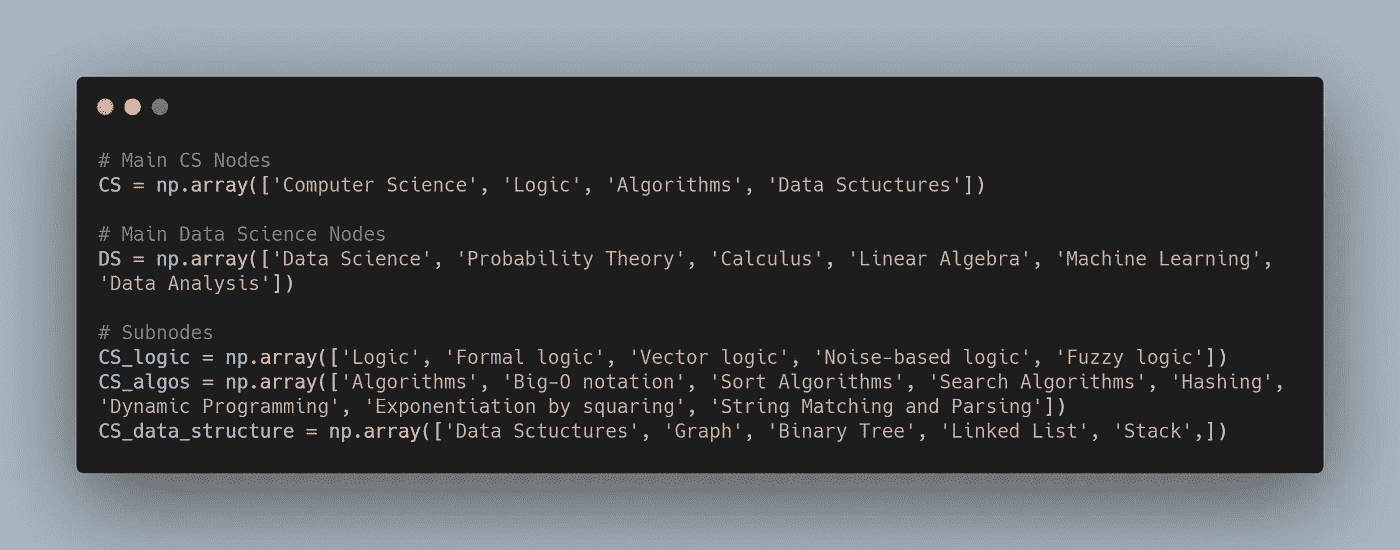 # Main CS Nodes
CS = np.array(['Computer Science', 'Logic', 'Algorithms', 'Data Sctuctures'])
# Main Data Science Nodes
DS = np.array(['Data Science', 'Probability Theory', 'Calculus', 'Linear Algebra', 'Machine Learning',
'Data Analysis'])
# Subnodes
CS_logic = np.array(['Logic', 'Formal logic', 'Vector logic', 'Noise-based logic', 'Fuzzy logic'])
CS_algos = np.array(['Algorithms', 'Big-O notation', 'Sort Algorithms', 'Search Algorithms', 'Hashing',
'Dynamic Programming', 'Exponentiation by squaring', 'String Matching and Parsing'])
CS_data_structure = np.array(['Data Sctuctures', 'Graph', 'Binary Tree', 'Linked List', 'Stack',])